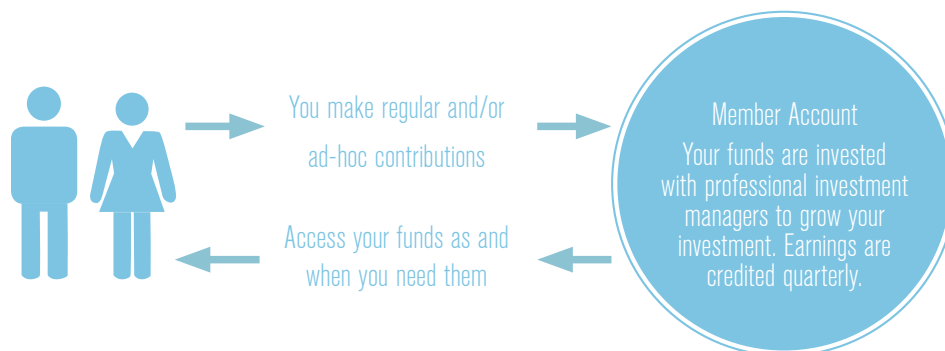 You make regular and/or
ad-hoc contributions
Access your funds as and
when you need them
Member Account
Your funds are invested
with professional investment
managers to grow your
investment. Earnings are
credited quarterly.